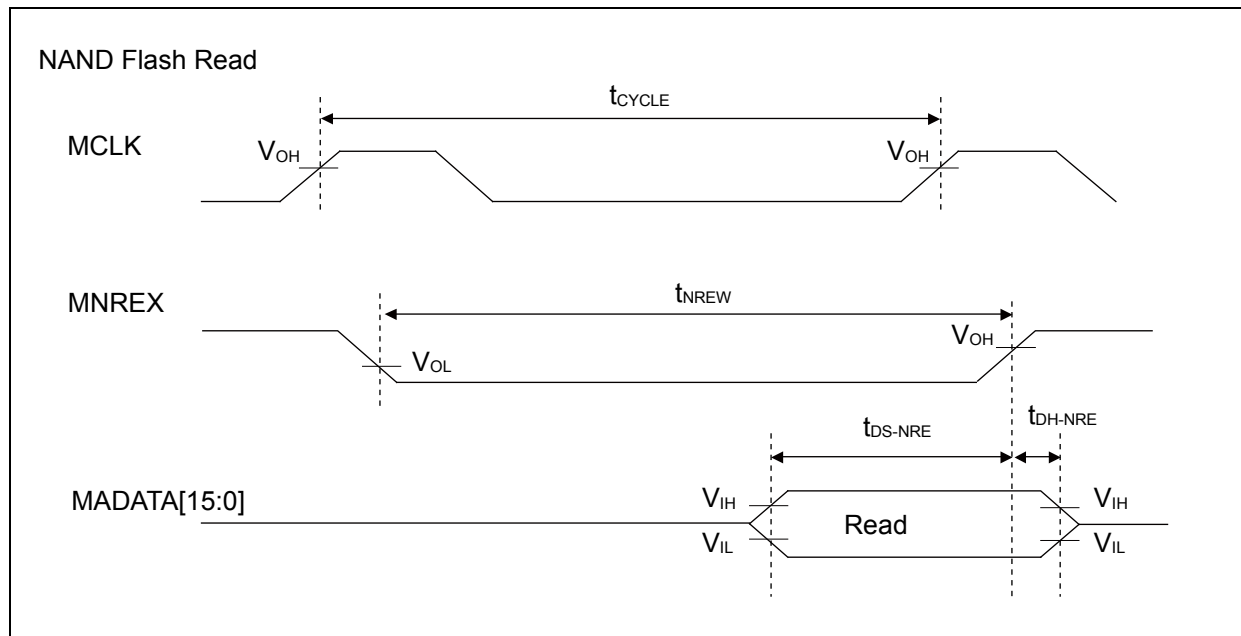 NAND Flash Read
tCYCLE
MCLK
VOH
VOH
tNREW
MNREX
VOH
VOL
tDS-NRE
tDH-NRE
MADATA[15:0]
VIH
VIH
Read
VIL
VIL